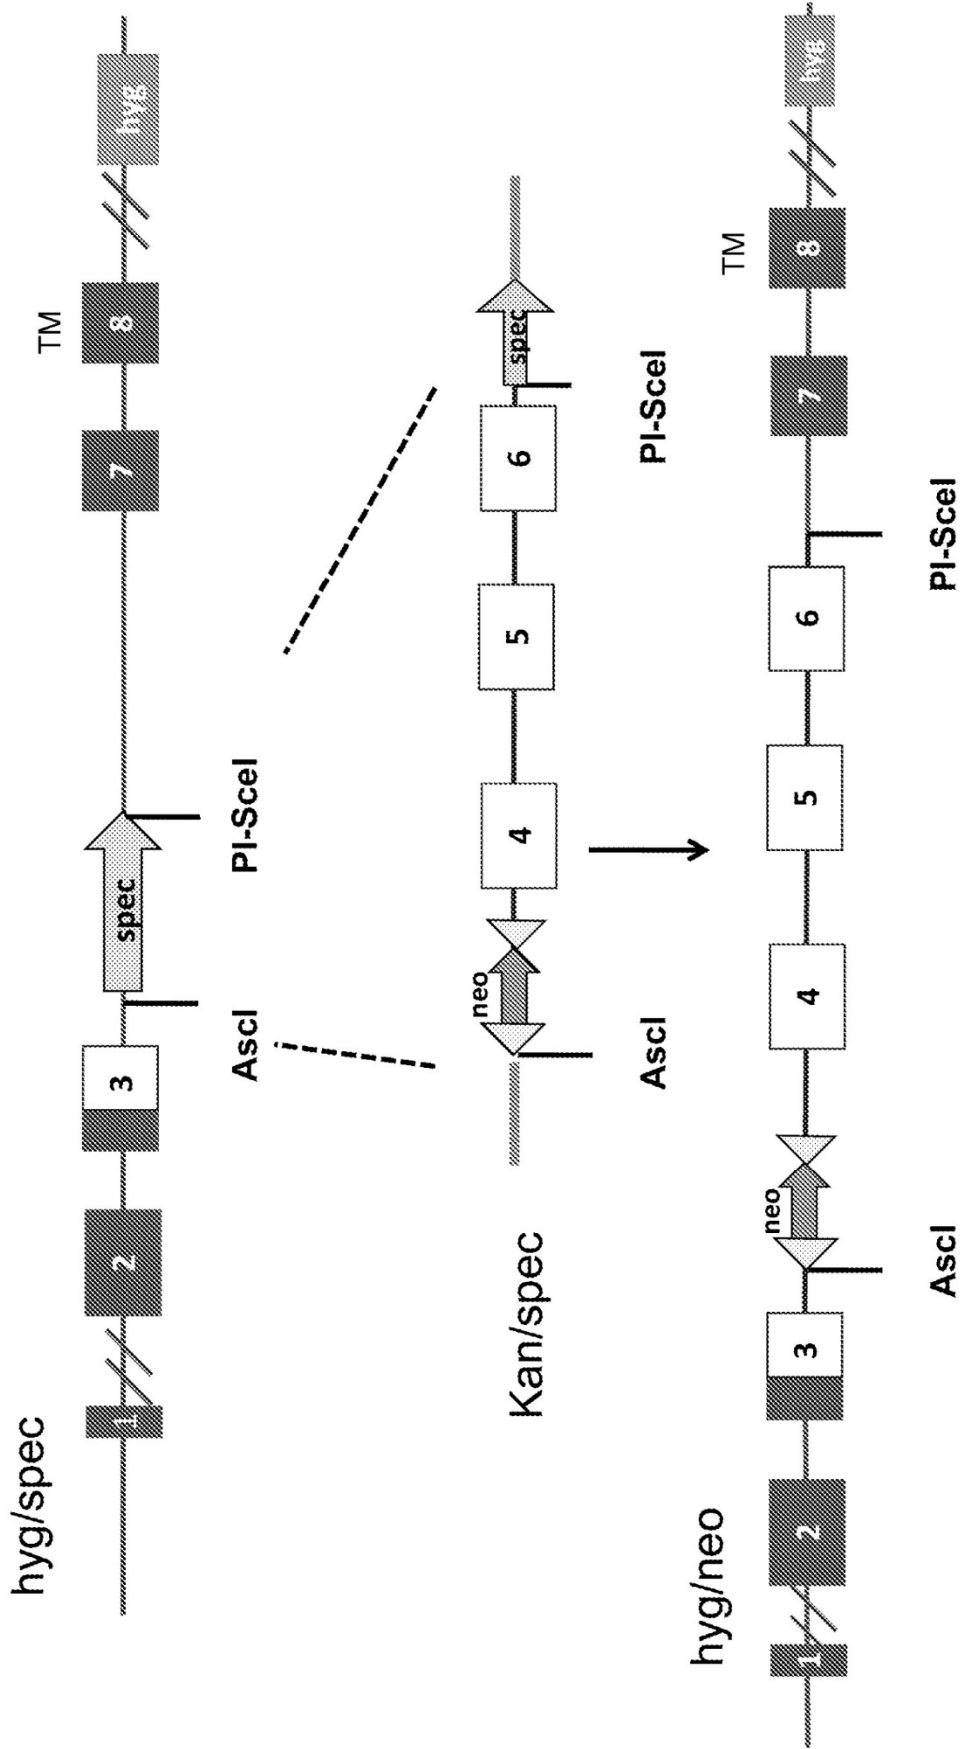 hyg/spec
1
2
3
spec
7
8
hyg
TM
AscI
PI-SceI
Kan/spec
neo
4
5
6
spec
AscI
PI-SceI
hyg/neo
1
2
3
neo
4
5
6
7
8
hyg
TM
AscI
PI-SceI